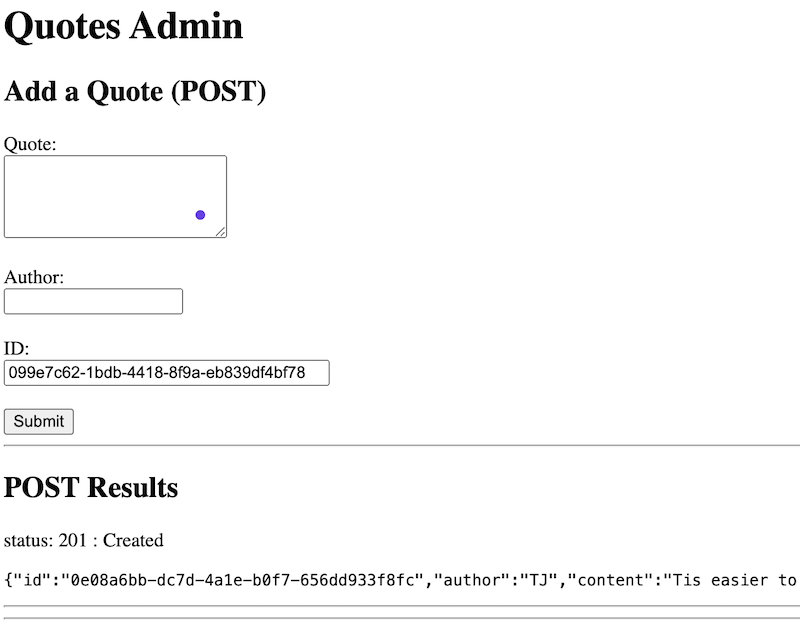 Quotes Admin
Add a Quote (POST)
Quote:
Author:
ID:
099e7c62-1bdb-4418-8f9a-eb839df4bf78
Submit
POST Results
status: 201 : Created
{"id":"0e08a6bb-dc7d-4a1e-b0f7-656dd933f8fc","author":"TJ","content":"Tis easier to